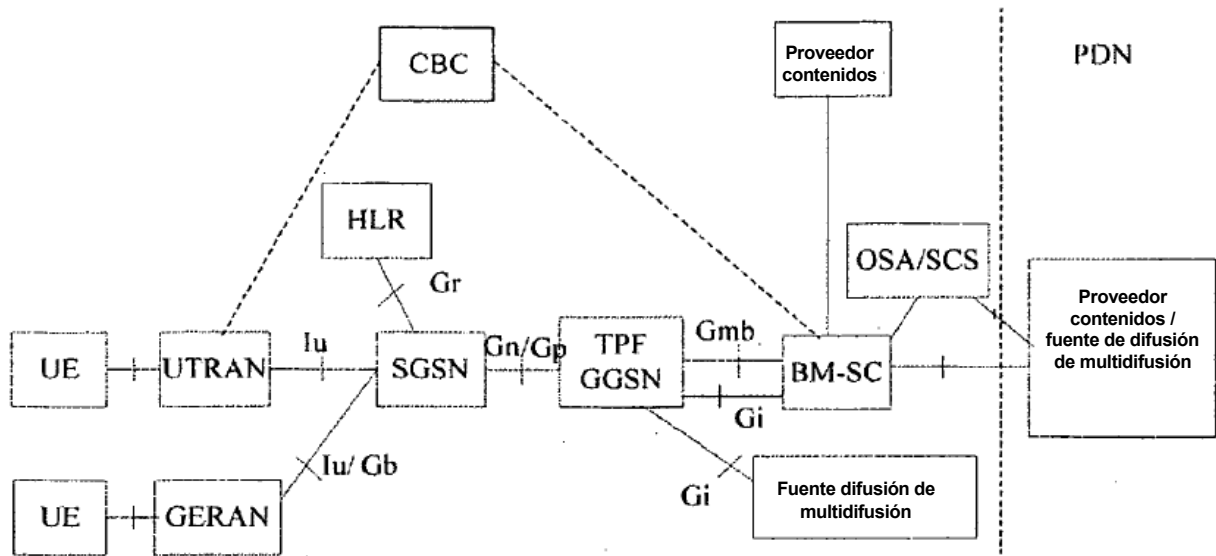 CBC
Proveedor
contenidos
PDN
HLR
Gr
OSA/SCS
UE
UTRAN
Iu
SGSN
Gn/Gp
TPF
GGSN
Gmb
Gi
BM-SC
Proveedor
contenidos /
fuente de difusión
de multidifusión
UE
GERAN
Iu/ Gb
Gi
Fuente difusión de
multidifusión